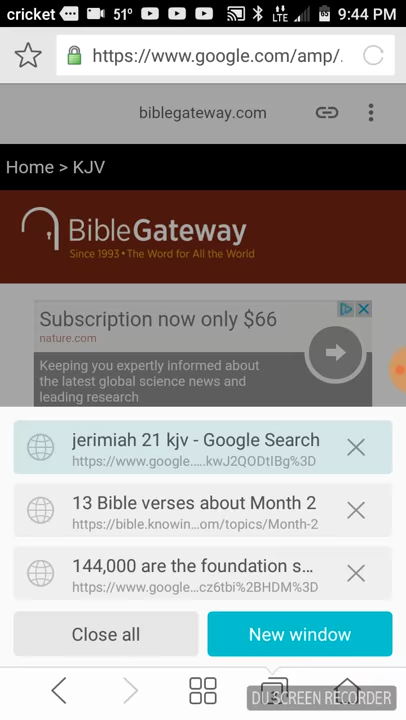 cricket 51° LTE 9:44 PM
https://www.google.com/amp/.
biblegateway.com
Home > KJV
BibleGateway
Since 1993 • The Word for All the World
Subscription now only $66
nature.com
Keeping you expertly informed about
the latest global science news and
leading research
jerimiah 21 kjv - Google Search
https://www.google.....kwJ2QODtIBg%3D
13 Bible verses about Month 2
https://bible.knowin...om/topics/Month-2
144,000 are the foundation s...
https://www.google...cz6tbi%2BHDM%3D
Close all
New window
DU SCREEN RECORDER